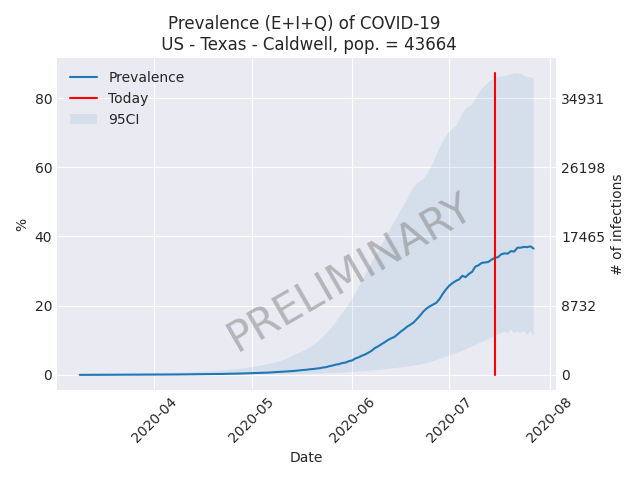 Prevalence (E+I+Q) of COVID-19
US - Texas - Caldwell, pop. = 43664
Prevalence
Today
95CI
80
60
40
20
0
%
34931
26198
17465
8732
0
# of infections
PRELIMINARY
2020-04
2020-05
2020-06
2020-07
2020-08
Date